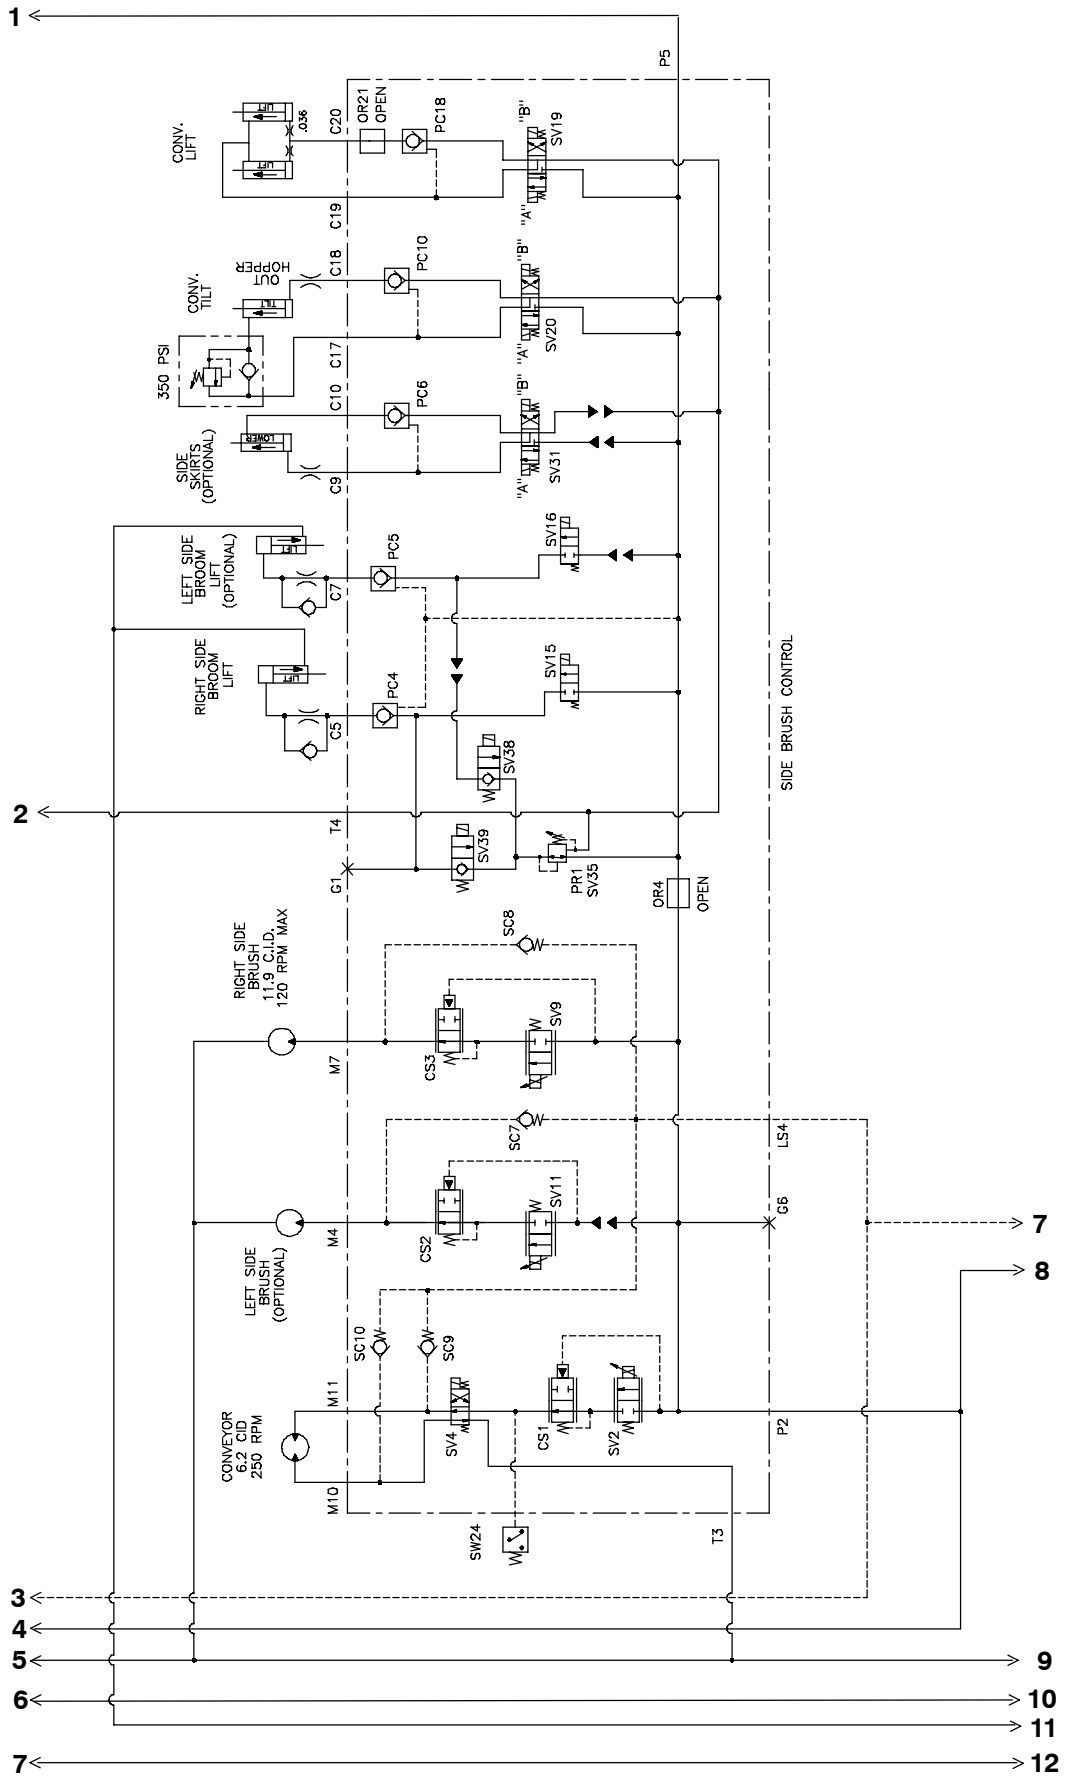 1
P5
CONV.
LIFT
LIFT
LIFT
.036
C20
OR21
OPEN
PC18
"B"
SV19
"A"
C19
CONV.
TILT
OUT
HOPPER
TILT
C18
PC10
"B"
SV20
"A"
C17
350 PSI
SIDE
SKIRTS
(OPTIONAL)
LOWER
C10
PC6
"B"
SV31
"A"
C9
LEFT SIDE
BROOM
LIFT
(OPTIONAL)
LIFT
C7
PC5
SV16
RIGHT SIDE
BROOM
LIFT
LIFT
C5
PC4
SV15
SIDE BRUSH CONTROL
SV38
2
T4
G1
SV39
PR1
SV35
OR4
OPEN
RIGHT SIDE
BRUSH
11.9 C.I.D.
120 RPM MAX
SC8
M7
CS3
SV9
SC7
LS4
LEFT SIDE
BRUSH
(OPTIONAL)
M4
CS2
SV11
G6
7
8
SC10
SC9
CONVEYOR
6.2 CID
250 RPM
M11
M10
SV4
CS1
SV2
P2
SW24
T3
3
4
5
9
6
10
11
7
12